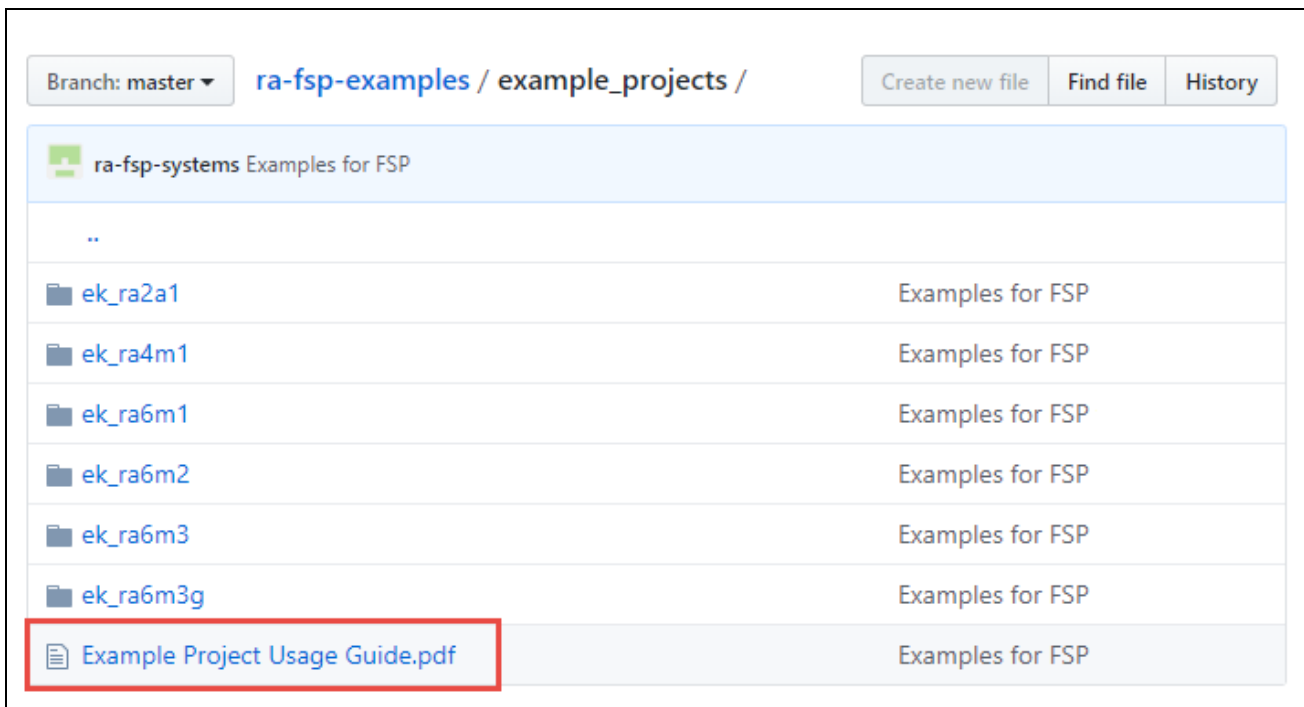 Branch: master ra-fsp-examples / example_projects / Create new file Find file History
ra-fsp-systems Examples for FSP
..
ek_ra2a1 Examples for FSP
ek_ra4m1 Examples for FSP
ek_ra6m1 Examples for FSP
ek_ra6m2 Examples for FSP
ek_ra6m3 Examples for FSP
ek_ra6m3g Examples for FSP
Example Project Usage Guide.pdf Examples for FSP